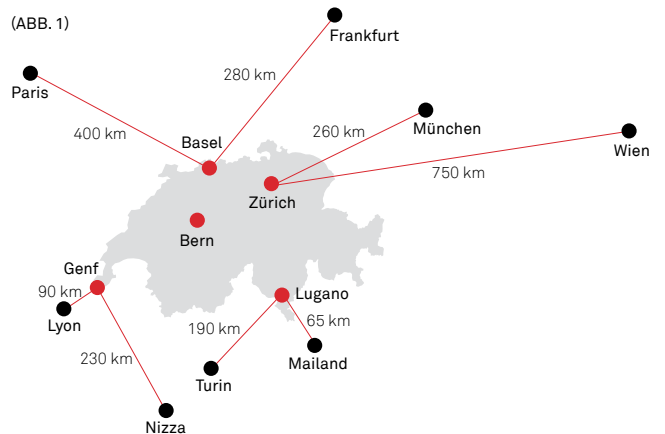 (ABB. 1)
Frankfurt
280 km
Paris
400 km
Basel
260 km
München
Wien
750 km
Zürich
Bern
Genf
90 km
Lyon
Lugano
190 km
65 km
230 km
Mailand
Turin
Nizza